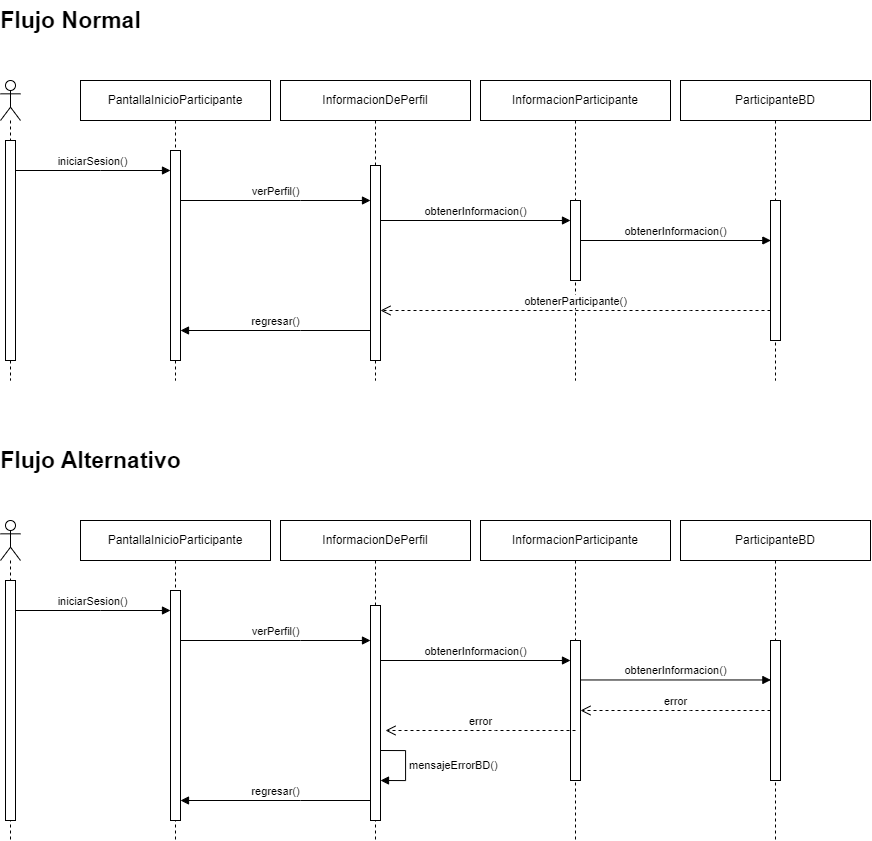 Flujo Normal
PantallaInicioParticipante
InformacionDePerfil
InformacionParticipante
ParticipanteBD
iniciarSesion()
verPerfil()
obtenerInformacion()
obtenerInformacion()
obtenerParticipante()
regresar()
Flujo Alternativo
PantallaInicioParticipante
InformacionDePerfil
InformacionParticipante
ParticipanteBD
iniciarSesion()
verPerfil()
obtenerInformacion()
obtenerInformacion()
error
error
mensajeErrorBD()
regresar()